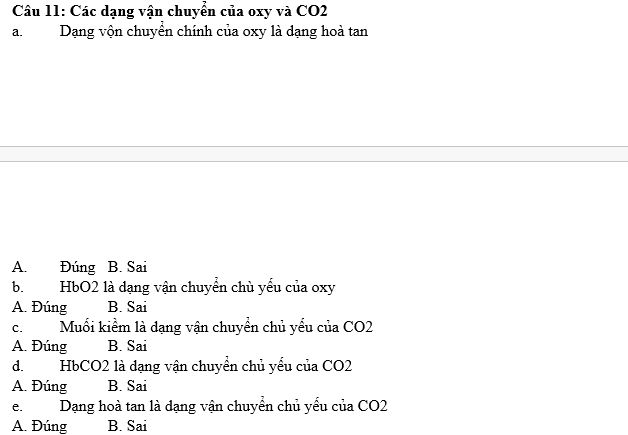 Câu 11: Các dạng vận chuyển của oxy và CO2
a. Dạng vộn chuyển chính của oxy là dạng hoà tan
A. Đúng B. Sai
b. HbO2 là dạng vận chuyển chù yếu của oxy
A. Đúng B. Sai
c. Muối kiềm là dạng vận chuyển chủ yếu của CO2
A. Đúng B. Sai
d. HbCO2 là dạng vận chuyển chủ yếu của CO2
A. Đúng B. Sai
e. Dạng hoà tan là dạng vận chuyển chủ yếu của CO2
A. Đúng B. Sai